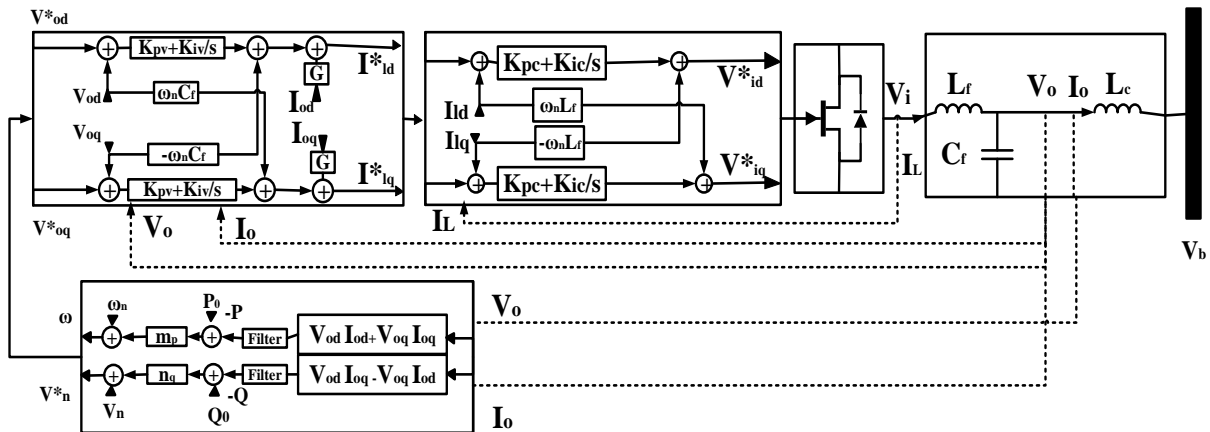 V*od
Kpv+Kiv/s
I*ld
G
Vod
ωnCf
Iod
Voq
Ioq
-ωnCf
G
Kpv+Kiv/s
I*lq
V*oq
Vo
Io
Kpc+Kic/s
V*id
Ild
ωnLf
Ilq
-ωnLf
Kpc+Kic/s
V*iq
IL
Vi
IL
Lf
Vo
Io
Lc
Cf
Vb
ω
ωn
mp
P0
-P
Filter
Vod Iod+Voq Ioq
Vo
V*n
Vn
nq
Q0
-Q
Filter
Vod Ioq-Voq Iod
Io